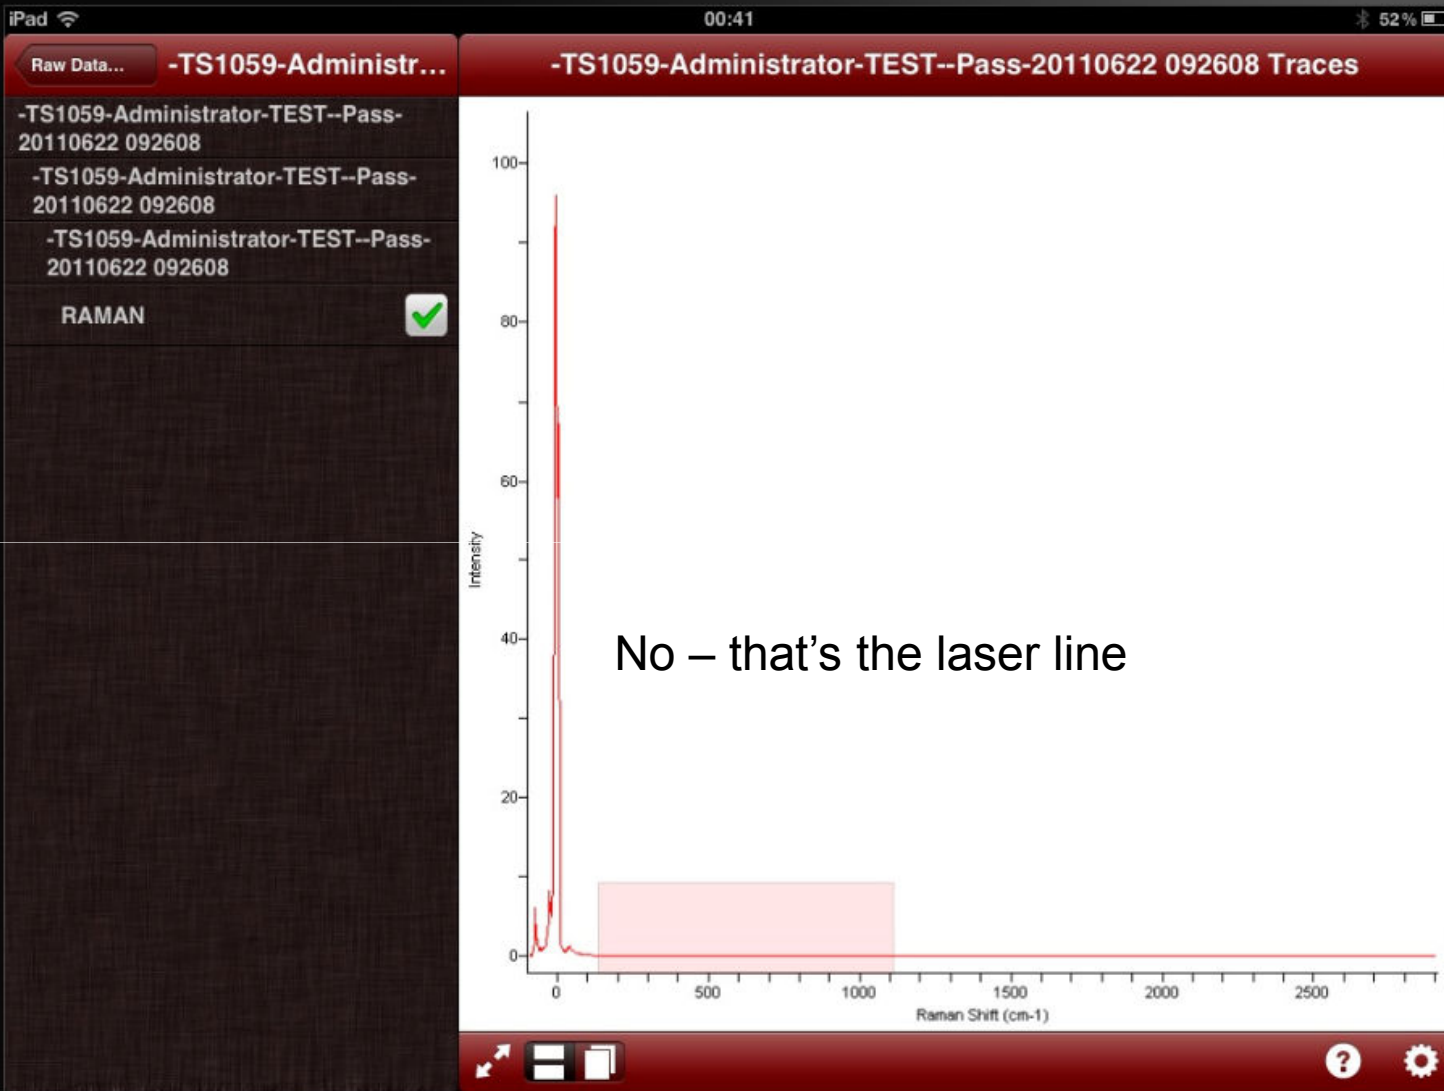 iPad
00:41
52%
Raw Data...
-TS1059-Administr...
-TS1059-Administrator-TEST--Pass-20110622 092608 Traces
-TS1059-Administrator-TEST--Pass-
20110622 092608
-TS1059-Administrator-TEST--Pass-
20110622 092608
-TS1059-Administrator-TEST--Pass-
20110622 092608
RAMAN
100
80
60
40
20
0
Intensity
No – that’s the laser line
0 500 1000 1500 2000 2500
Raman Shift (cm-1)
?